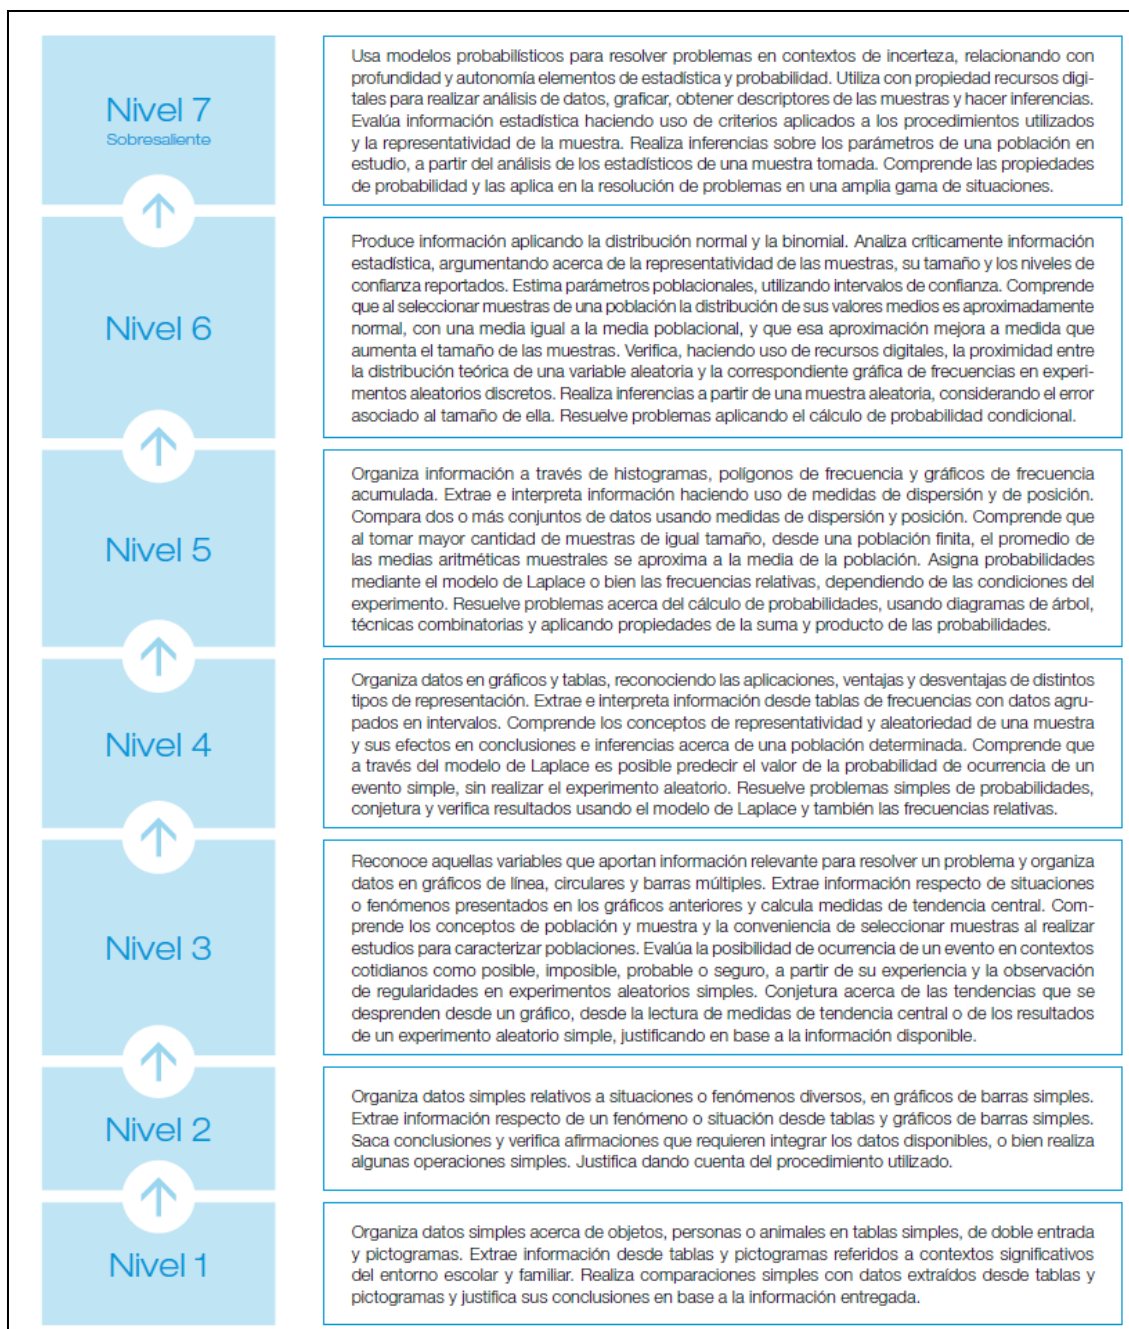 Nivel 7
Sobresaliente
Usa modelos probabilísticos para resolver problemas en contextos de incerteza, relacionando con
profundidad y autonomía elementos de estadística y probabilidad. Utiliza con propiedad recursos digi-
tales para realizar análisis de datos, graficar, obtener descriptores de las muestras y hacer inferencias.
Evalúa información estadística haciendo uso de criterios aplicados a los procedimientos utilizados
y la representatividad de la muestra. Realiza inferencias sobre los parámetros de una población en
estudio, a partir del análisis de los estadísticos de una muestra tomada. Comprende las propiedades
de probabilidad y las aplica en la resolución de problemas en una amplia gama de situaciones.
Nivel 6
Produce información aplicando la distribución normal y la binomial. Analiza críticamente información
estadística, argumentando acerca de la representatividad de las muestras, su tamaño y los niveles de
confianza reportados. Estima parámetros poblacionales, utilizando intervalos de confianza. Comprende
que al seleccionar muestras de una población la distribución de sus valores medios es aproximadamente
normal, con una media igual a la media poblacional, y que esa aproximación mejora a medida que
aumenta el tamaño de las muestras. Verifica, haciendo uso de recursos digitales, la proximidad entre
la distribución teórica de una variable aleatoria y la correspondiente gráfica de frecuencias en experi-
mentos aleatorios discretos. Realiza inferencias a partir de una muestra aleatoria, considerando el error
asociado al tamaño de ella. Resuelve problemas aplicando el cálculo de probabilidad condicional.
Nivel 5
Organiza información a través de histogramas, polígonos de frecuencia y gráficos de frecuencia
acumulada. Extrae e interpreta información haciendo uso de medidas de dispersión y de posición.
Compara dos o más conjuntos de datos usando medidas de dispersión y posición. Comprende que
al tomar mayor cantidad de muestras de igual tamaño, desde una población finita, el promedio de
las medias aritméticas muestrales se aproxima a la media de la población. Asigna probabilidades
mediante el modelo de Laplace o bien las frecuencias relativas, dependiendo de las condiciones del
experimento. Resuelve problemas acerca del cálculo de probabilidades, usando diagramas de árbol,
técnicas combinatorias y aplicando propiedades de la suma y producto de las probabilidades.
Nivel 4
Organiza datos en gráficos y tablas, reconociendo las aplicaciones, ventajas y desventajas de distintos
tipos de representación. Extrae e interpreta información desde tablas de frecuencias con datos agru-
pados en intervalos. Comprende los conceptos de representatividad y aleatoriedad de una muestra
y sus efectos en conclusiones e inferencias acerca de una población determinada. Comprende que
a través del modelo de Laplace es posible predecir el valor de la probabilidad de ocurrencia de un
evento simple, sin realizar el experimento aleatorio. Resuelve problemas simples de probabilidades,
conjetura y verifica resultados usando el modelo de Laplace y también las frecuencias relativas.
Nivel 3
Reconoce aquellas variables que aportan información relevante para resolver un problema y organiza
datos en gráficos de línea, circulares y barras múltiples. Extrae información respecto de situaciones
o fenómenos presentados en los gráficos anteriores y calcula medidas de tendencia central. Com-
prende los conceptos de población y muestra y la conveniencia de seleccionar muestras al realizar
estudios para caracterizar poblaciones. Evalúa la posibilidad de ocurrencia de un evento en contextos
cotidianos como posible, imposible, probable o seguro, a partir de su experiencia y la observación
de regularidades en experimentos aleatorios simples. Conjetura acerca de las tendencias que se
desprenden desde un gráfico, desde la lectura de medidas de tendencia central o de los resultados
de un experimento aleatorio simple, justificando en base a la información disponible.
Nivel 2
Organiza datos simples relativos a situaciones o fenómenos diversos, en gráficos de barras simples.
Extrae información respecto de un fenómeno o situación desde tablas y gráficos de barras simples.
Saca conclusiones y verifica afirmaciones que requieren integrar los datos disponibles, o bien realiza
algunas operaciones simples. Justifica dando cuenta del procedimiento utilizado.
Nivel 1
Organiza datos simples acerca de objetos, personas o animales en tablas simples, de doble entrada
y pictogramas. Extrae información desde tablas y pictogramas referidos a contextos significativos
del entorno escolar y familiar. Realiza comparaciones simples con datos extraídos desde tablas y
pictogramas y justifica sus conclusiones en base a la información entregada.